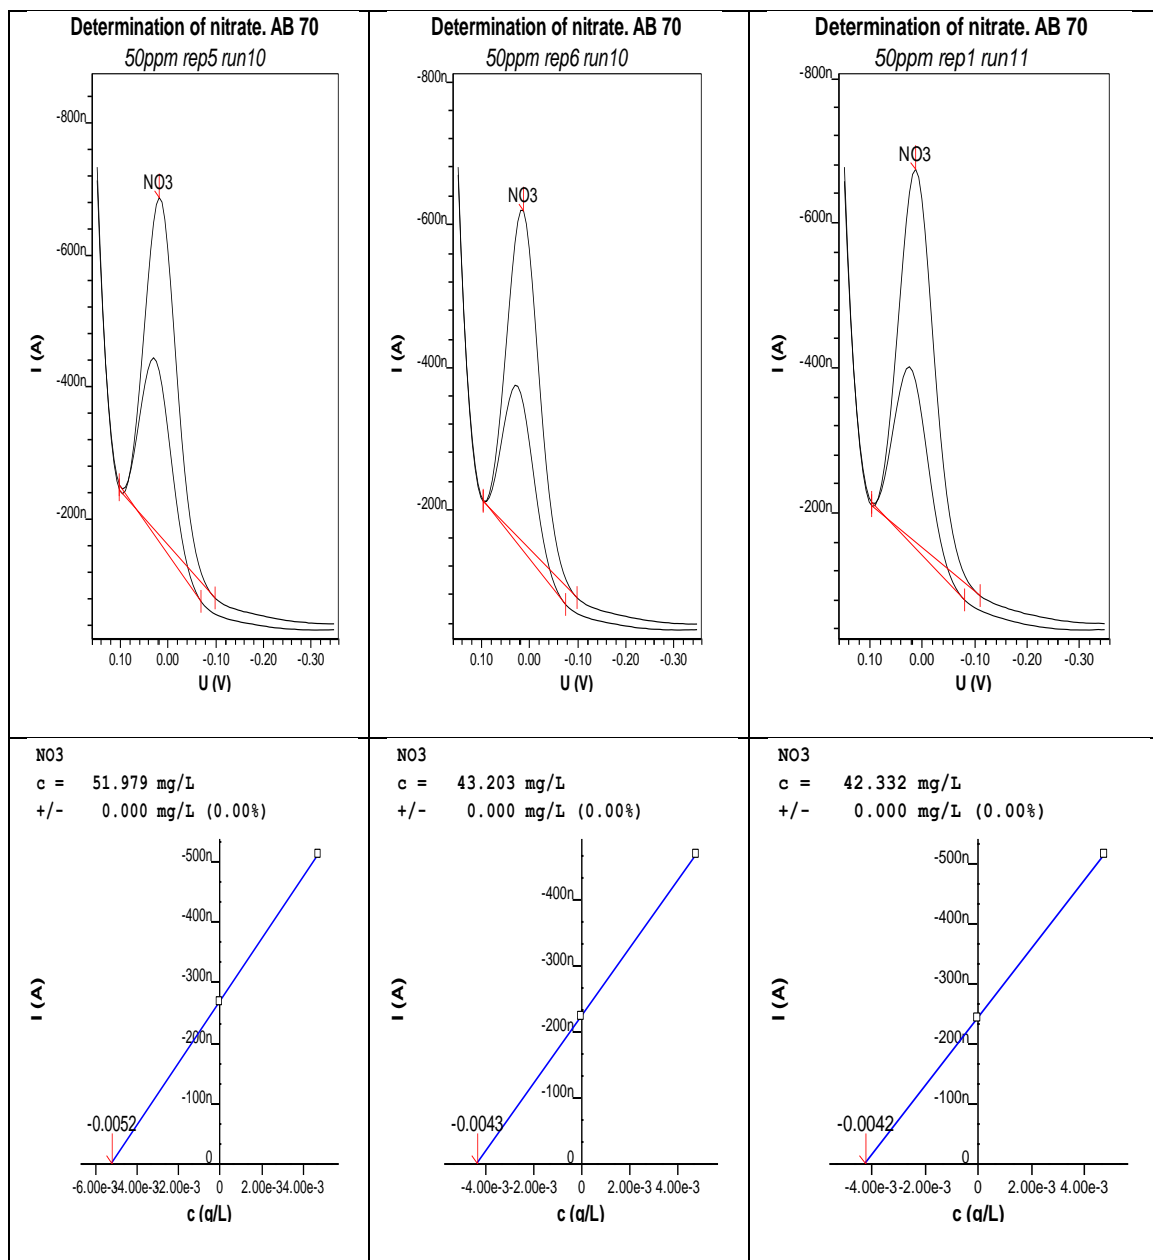 Determination of nitrate. AB 70
50ppm rep5 run10
-800n
-600n
-400n
-200n
I (A)
NO3
0.10 0.00 -0.10 -0.20 -0.30
U (V)
Determination of nitrate. AB 70
50ppm rep6 run10
-800n
-600n
-400n
-200n
I (A)
NO3
0.10 0.00 -0.10 -0.20 -0.30
U (V)
Determination of nitrate. AB 70
50ppm rep1 run11
-800n
-600n
-400n
-200n
I (A)
NO3
0.10 0.00 -0.10 -0.20 -0.30
U (V)
NO3
c = 51.979 mg/L
+/- 0.000 mg/L (0.00%)
-500n
-400n
-300n
-200n
-100n
0
I (A)
-0.0052
-6.00e-3 -4.00e-3 -2.00e-3 0 2.00e-3 4.00e-3
c (g/L)
NO3
c = 43.203 mg/L
+/- 0.000 mg/L (0.00%)
-400n
-300n
-200n
-100n
0
I (A)
-0.0043
-4.00e-3 -2.00e-3 0 2.00e-3 4.00e-3
c (g/L)
NO3
c = 42.332 mg/L
+/- 0.000 mg/L (0.00%)
-500n
-400n
-300n
-200n
-100n
0
I (A)
-0.0042
-4.00e-3 -2.00e-3 0 2.00e-3 4.00e-3
c (g/L)